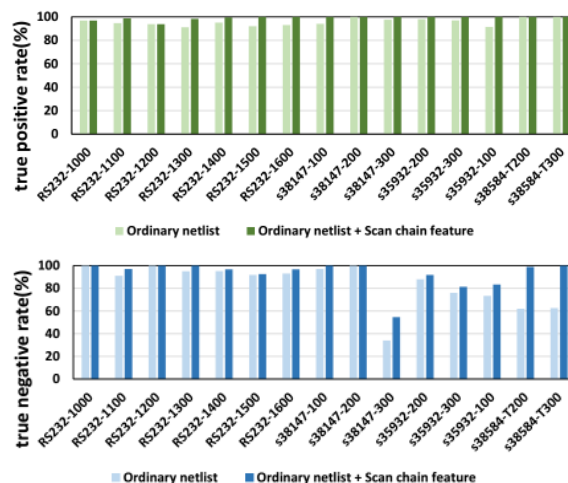 true positive rate(%)
100
80
60
40
20
0
RS232-1000
RS232-1100
RS232-1200
RS232-1300
RS232-1400
RS232-1500
RS232-1600
s38147-100
s38147-200
s38147-300
s35932-200
s35932-300
s35932-100
s38584-T200
s38584-T300
Ordinary netlist
Ordinary netlist + Scan chain feature
true negative rate(%)
100
80
60
40
20
0
RS232-1000
RS232-1100
RS232-1200
RS232-1300
RS232-1400
RS232-1500
RS232-1600
s38147-100
s38147-200
s38147-300
s35932-200
s35932-300
s35932-100
s38584-T200
s38584-T300
Ordinary netlist
Ordinary netlist + Scan chain feature